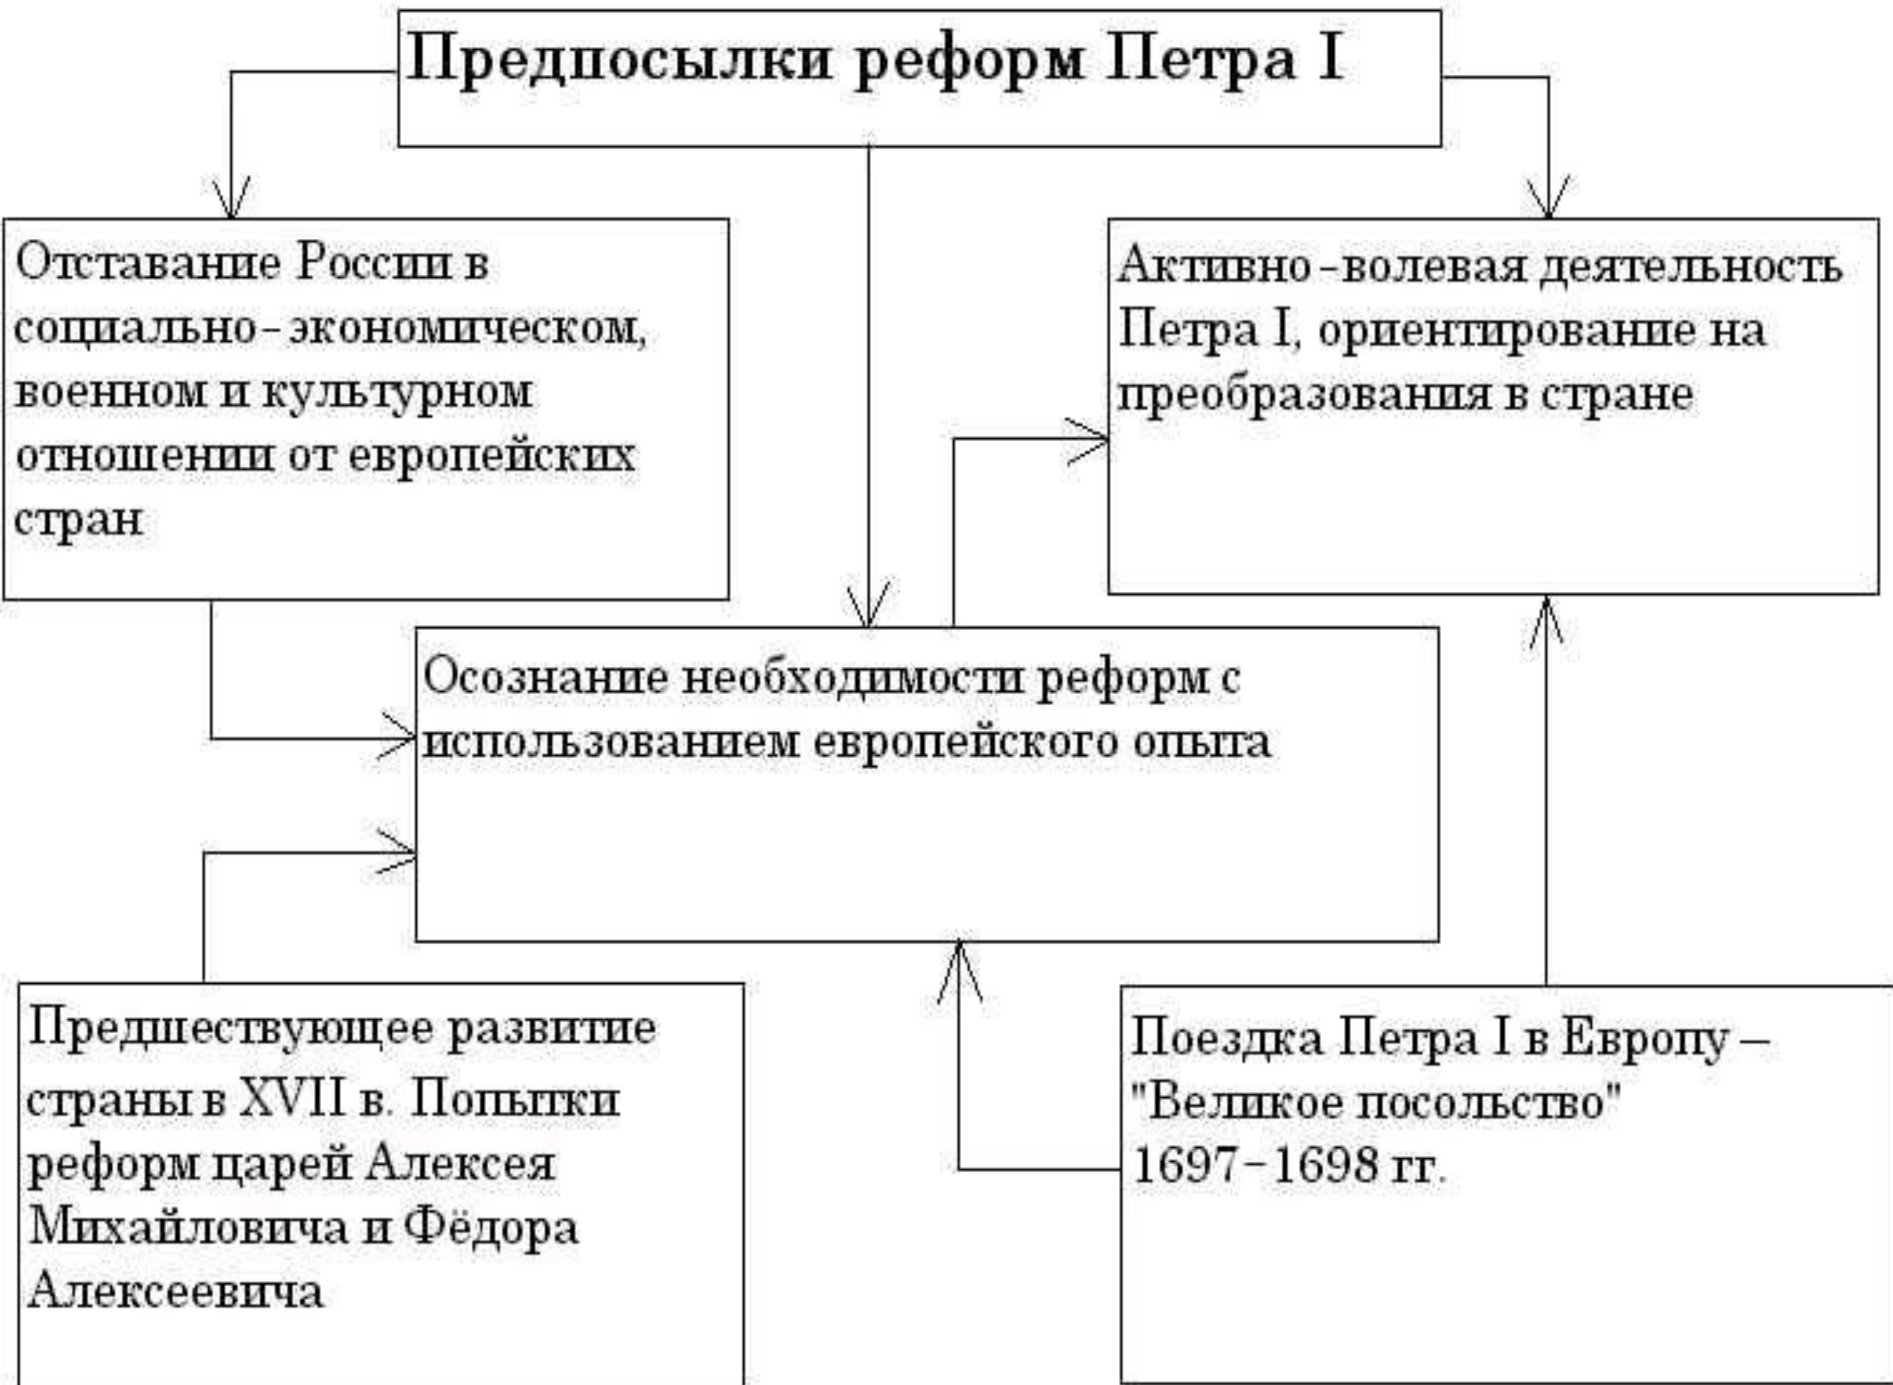 Предпосылки реформ Петра I
Отставание России в
социально-экономическом,
военном и культурном
отношении от европейских
стран
Активно-волевая деятельность
Петра I, ориентирование на
преобразования в стране
Осознание необходимости реформ с
использованием европейского опыта
Предшествующее развитие
страны в XVII в. Попытки
реформ царей Алексея
Михайловича и Фёдора
Алексеевича
Поездка Петра I в Европу –
"Великое посольство"
1697-1698 гг.